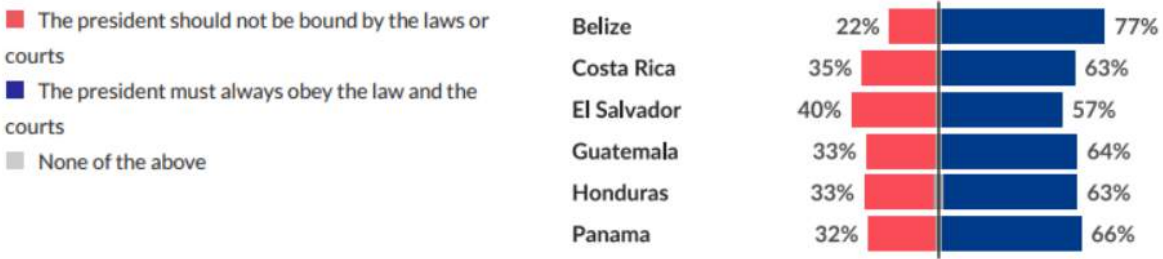 The president should not be bound by the laws or
courts
The president must always obey the law and the
courts
None of the above
Belize 22% 77%
Costa Rica 35% 63%
El Salvador 40% 57%
Guatemala 33% 64%
Honduras 33% 63%
Panama 32% 66%